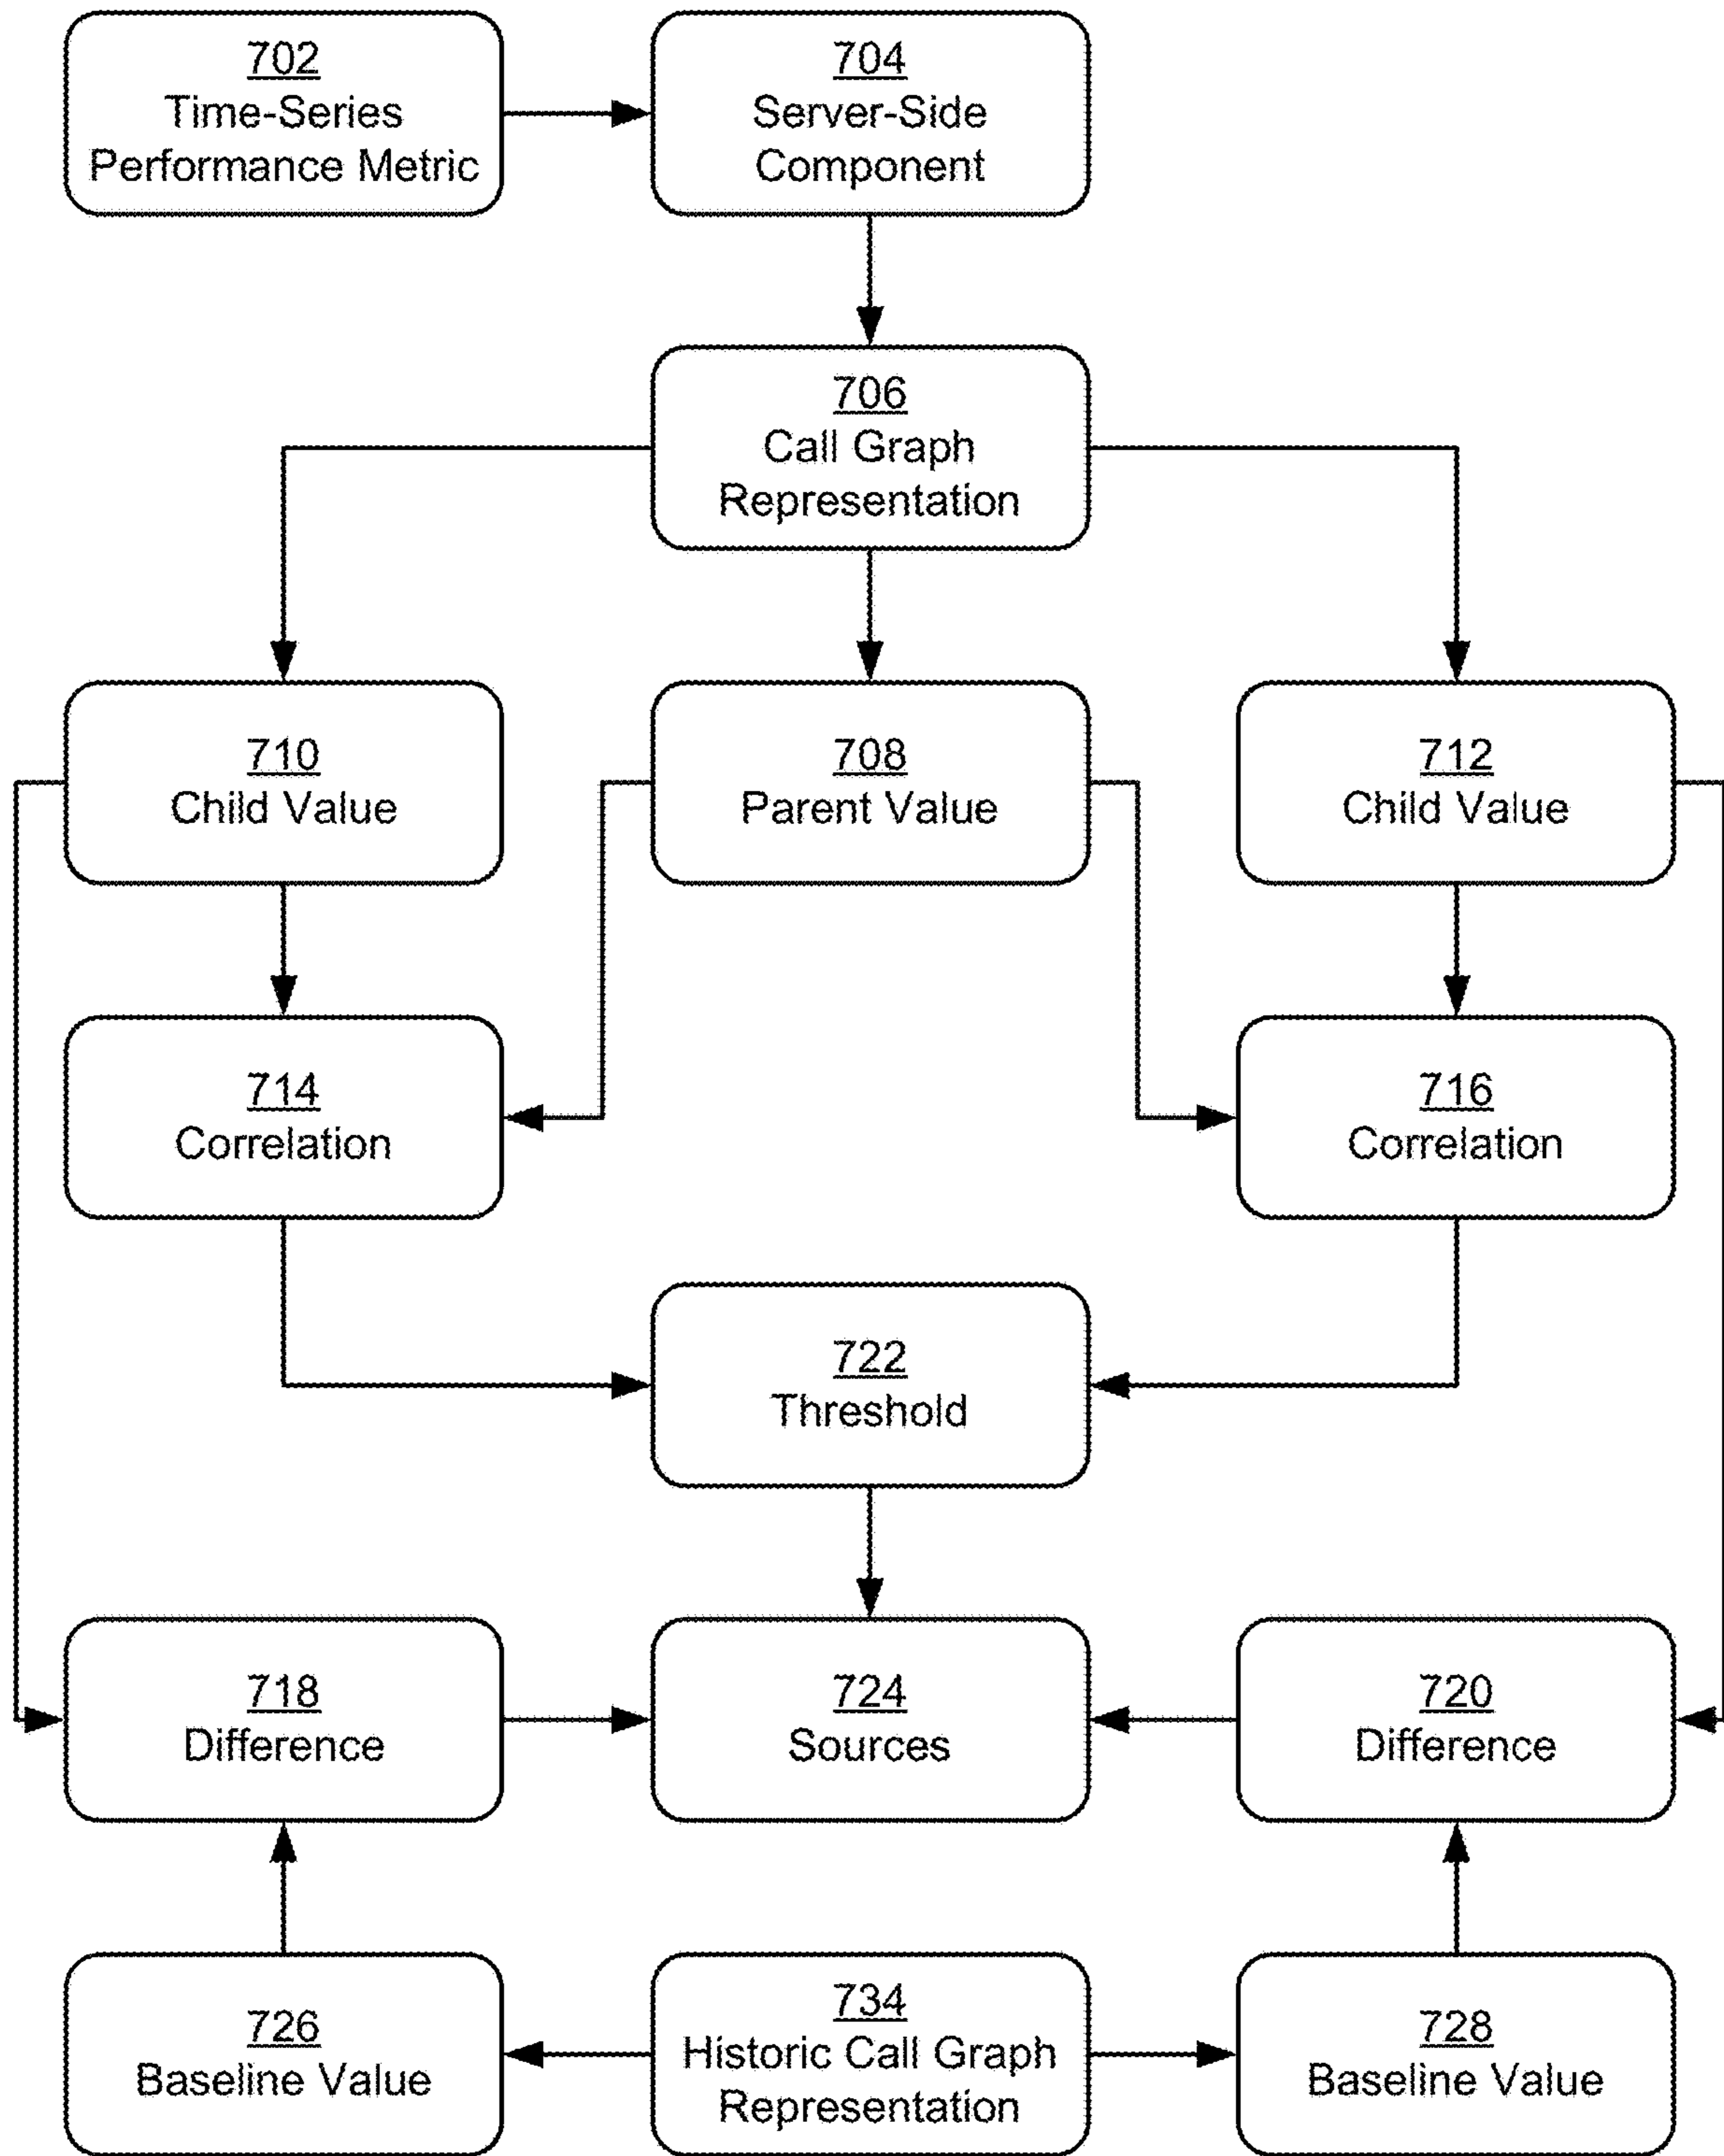 702
Time-Series
Performance Metric
704
Server-Side
Component
706
Call Graph
Representation
710
Child Value
708
Parent Value
712
Child Value
714
Correlation
716
Correlation
722
Threshold
718
Difference
724
Sources
720
Difference
726
Baseline Value
734
Historic Call Graph
Representation
728
Baseline Value